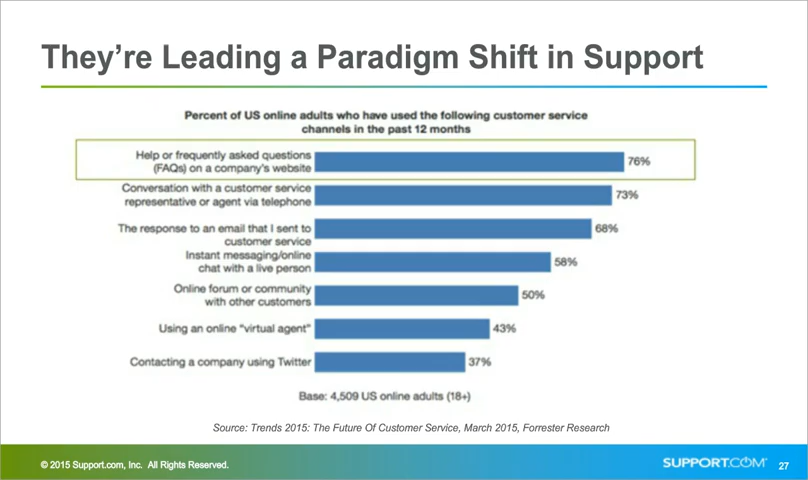 They're Leading a Paradigm Shift in Support
Percent of US online adults who have used the following customer service
channels in the past 12 months
Help or frequently asked questions
(FAQs) on a company's website
76%
Conversation with a customer service
representative or agent via telephone
73%
The response to an email that I sent to
customer service
68%
Instant messaging/online
chat with a live person
58%
Online forum or community
with other customers
50%
Using an online "virtual agent"
43%
Contacting a company using Twitter
37%
Base: 4,509 US online adults (18+)
Source: Trends 2015: The Future Of Customer Service, March 2015, Forrester Research
© 2015 Support.com, Inc.  All Rights Reserved.
SUPPORT.COM
27